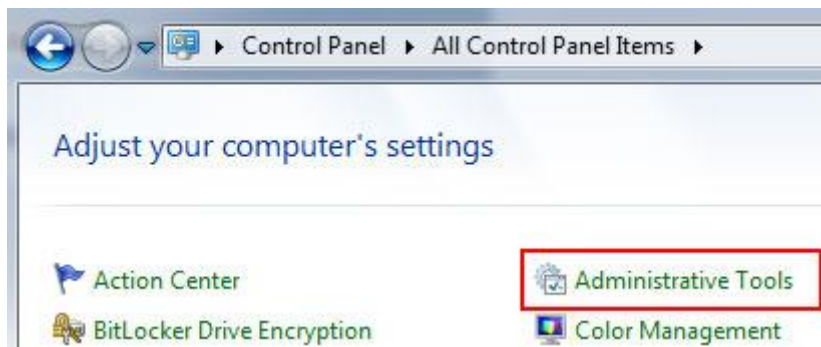 Control Panel All Control Panel Items
Adjust your computer's settings
Action Center
Administrative Tools
BitLocker Drive Encryption
Color Management